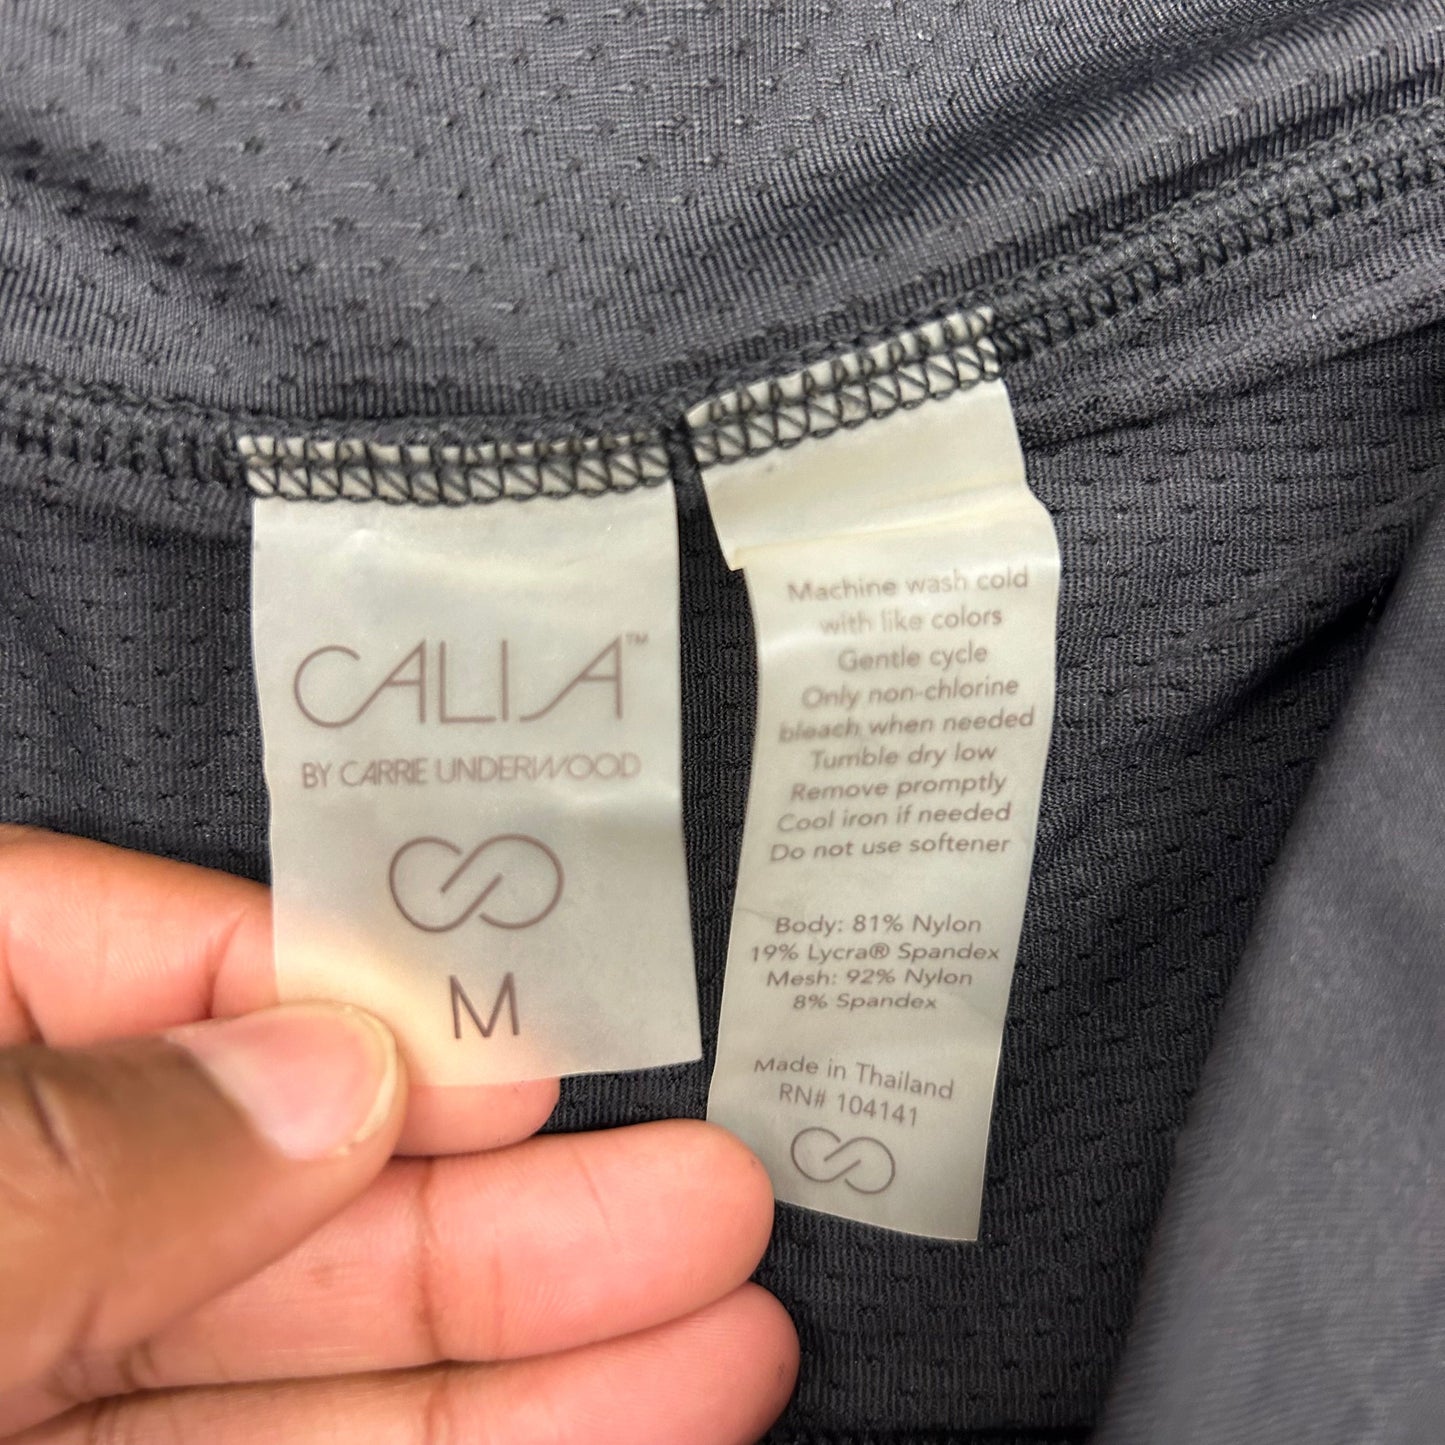 CALIA™
BY CARRIE UNDERWOOD
M
Machine wash cold
with like colors
Gentle cycle
Only non-chlorine
bleach when needed
Tumble dry low
Remove promptly
Cool iron if needed
Do not use softener
Body: 81% Nylon
19% Lycra® Spandex
Mesh: 92% Nylon
8% Spandex
Made in Thailand
RN# 104141